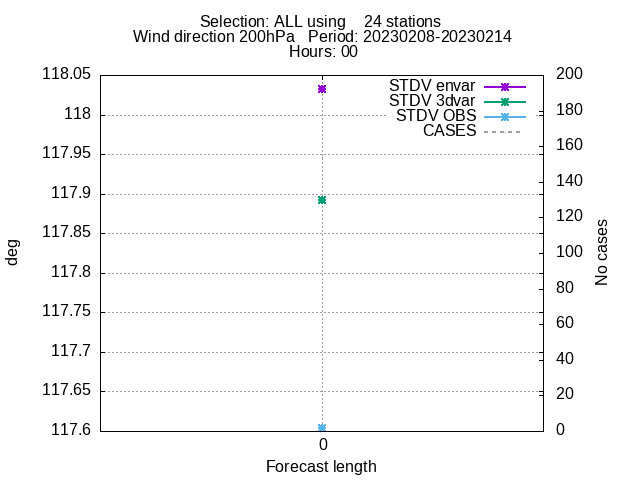 Selection: ALL using    24 stations
Wind direction 200hPa   Period: 20230208-20230214
Hours: 00
STDV envar
STDV 3dvar
STDV OBS
CASES
118.05
118
117.95
117.9
117.85
117.8
117.75
117.7
117.65
117.6
deg
200
180
160
140
120
100
80
60
40
20
0
No cases
0
Forecast length